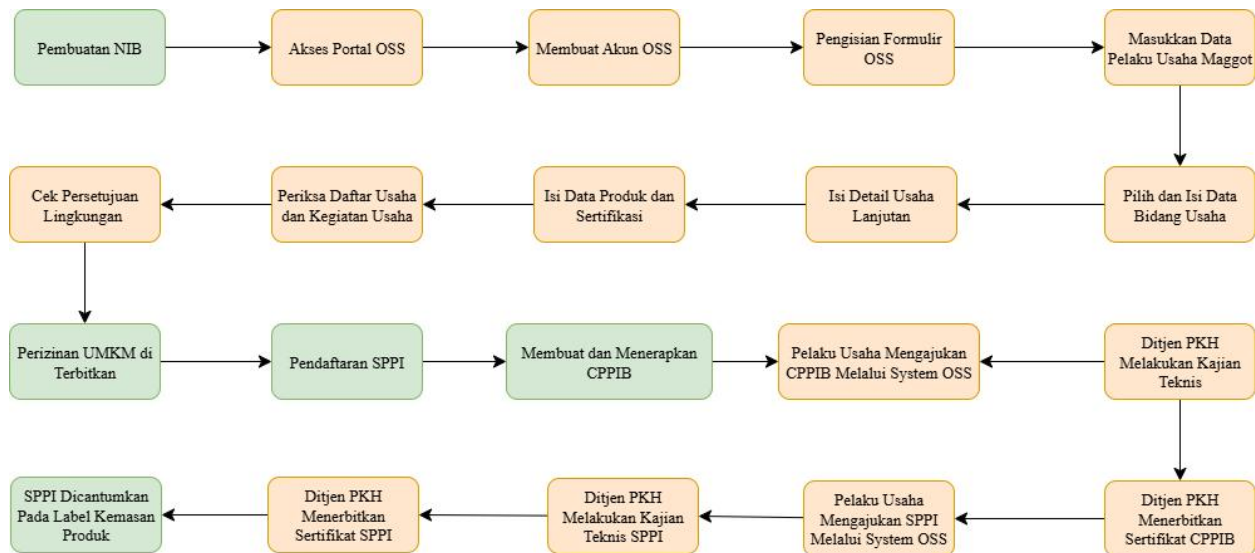 Pembuatan NIB
Akses Portal OSS
Membuat Akun OSS
Pengisian Formulir
OSS
Masukkan Data
Pelaku Usaha Maggot
Pilih dan Isi Data
Bidang Usaha
Isi Detail Usaha
Lanjutan
Isi Data Produk dan
Sertifikasi
Periksa Daftar Usaha
dan Kegiatan Usaha
Cek Persetujuan
Lingkungan
Perizinan UMKM di
Terbitkan
Pendaftaran SPPI
Membuat dan Menerapkan
CPPIB
Pelaku Usaha Mengajukan
CPPIB Melalui System OSS
Ditjen PKH
Melakukan Kajian
Teknis
Ditjen PKH
Menerbitkan
Sertifikat CPPIB
Pelaku Usaha
Mengajukan SPPI
Melalui System OSS
Ditjen PKH
Melakukan Kajian
Teknis SPPI
Ditjen PKH
Menerbitkan
Sertifikat SPPI
SPPI Dicantumkan
Pada Label Kemasan
Produk